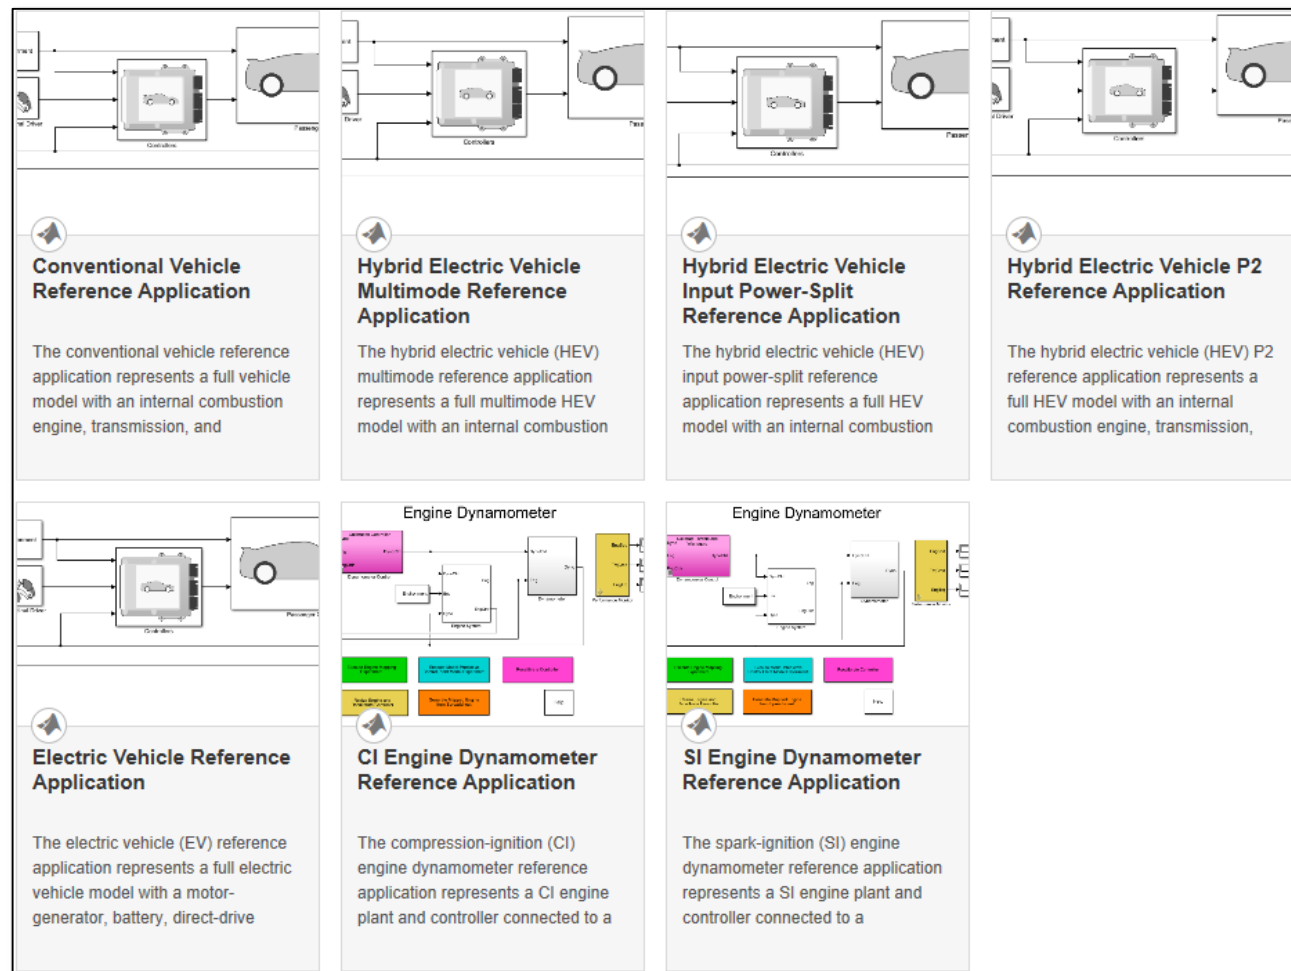 Controllers
Controllers
Controllers
Controllers
Conventional Vehicle
Reference Application
The conventional vehicle reference
application represents a full vehicle
model with an internal combustion
engine, transmission, and
Hybrid Electric Vehicle
Multimode Reference
Application
The hybrid electric vehicle (HEV)
multimode reference application
represents a full multimode HEV
model with an internal combustion
Hybrid Electric Vehicle
Input Power-Split
Reference Application
The hybrid electric vehicle (HEV)
input power-split reference
application represents a full HEV
model with an internal combustion
Hybrid Electric Vehicle P2
Reference Application
The hybrid electric vehicle (HEV) P2
reference application represents a
full HEV model with an internal
combustion engine, transmission,
Controllers
Electric Vehicle Reference
Application
The electric vehicle (EV) reference
application represents a full electric
vehicle model with a motor-
generator, battery, direct-drive
Engine Dynamometer
CI Engine Dynamometer
Reference Application
The compression-ignition (CI)
engine dynamometer reference
application represents a CI engine
plant and controller connected to a
Engine Dynamometer
SI Engine Dynamometer
Reference Application
The spark-ignition (SI) engine
dynamometer reference application
represents a SI engine plant and
controller connected to a